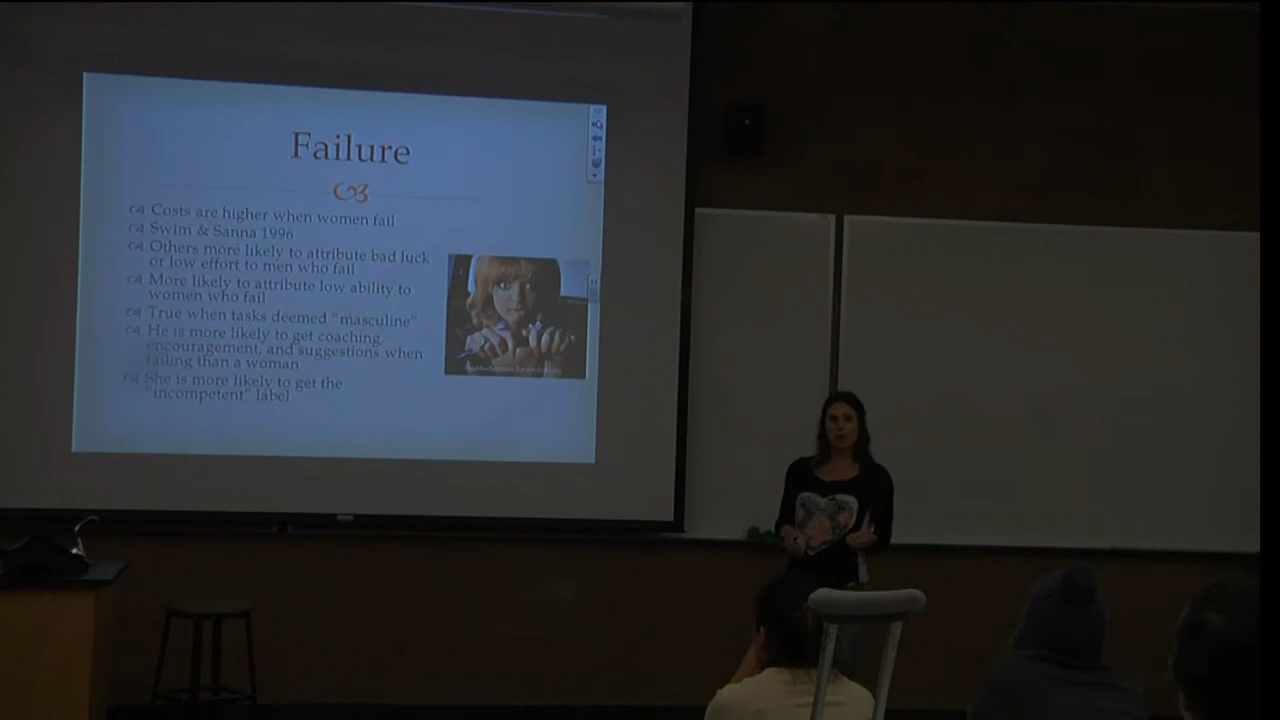 Failure
Costs are higher when women fail
Swim & Sanna 1996
Others more likely to attribute bad luck
or low effort to men who fail
More likely to attribute low ability to
women who fail
True when tasks deemed "masculine"
He is more likely to get coaching,
encouragement, and suggestions when
failing than a woman
She is more likely to get the
"incompetent" label